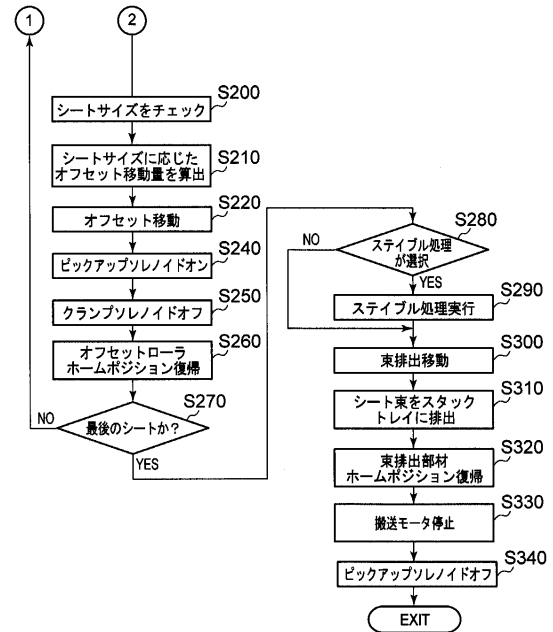 1
2
シートサイズをチェック
S200
シートサイズに応じた
オフセット移動量を算出
S210
オフセット移動
S220
ピックアップソレノイドオン
S240
クランプソレノイドオフ
S250
オフセットローラ
ホームポジション復帰
S260
最後のシートか?
S270
NO
YES
ステイプル処理
が選択
S280
NO
YES
ステイプル処理実行
S290
束排出移動
S300
シート束をスタック
トレイに排出
S310
束排出部材
ホームポジション復帰
S320
搬送モータ停止
S330
ピックアップソレノイドオフ
S340
EXIT